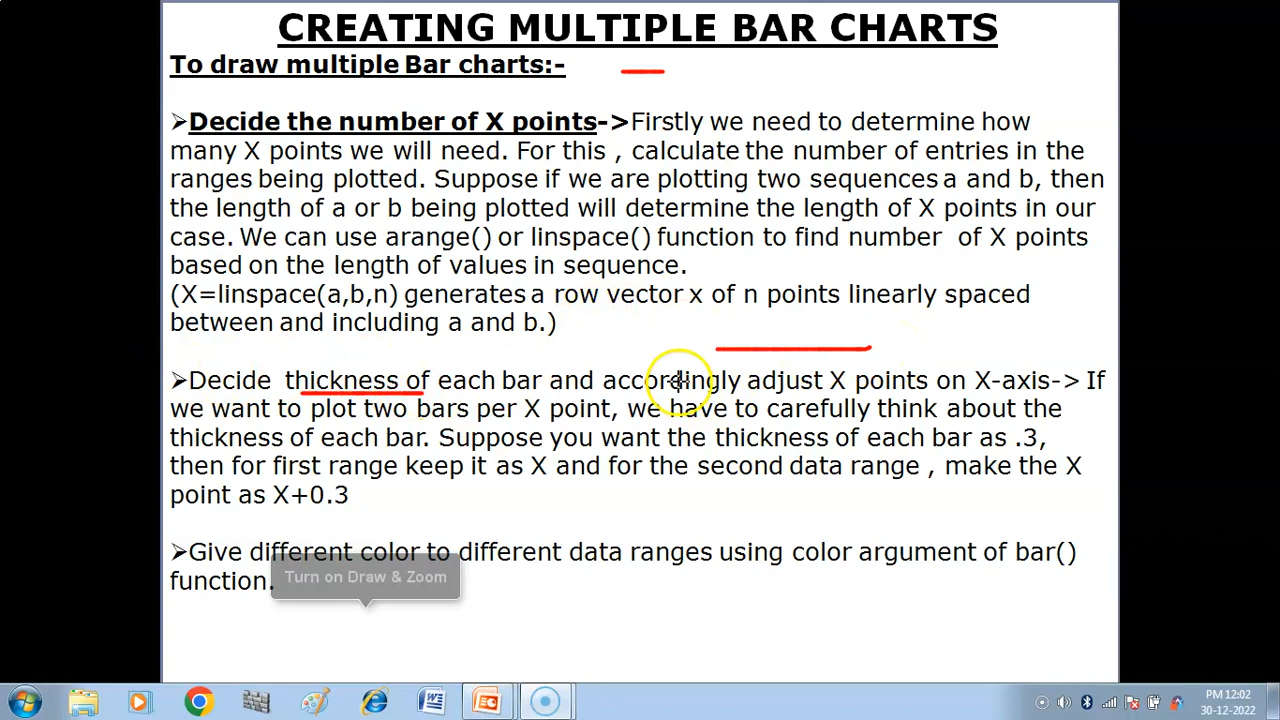 CREATING MULTIPLE BAR CHARTS
To draw multiple Bar charts:-
➢Decide the number of X points->Firstly we need to determine how
many X points we will need. For this , calculate the number of entries in the
ranges being plotted. Suppose if we are plotting two sequences a and b, then
the length of a or b being plotted will determine the length of X points in our
case. We can use arange() or linspace() function to find number of X points
based on the length of values in sequence.
(X=linspace(a,b,n) generates a row vector x of n points linearly spaced
between and including a and b.)
➢Decide thickness of each bar and accordingly adjust X points on X-axis-> If
we want to plot two bars per X point, we have to carefully think about the
thickness of each bar. Suppose you want the thickness of each bar as .3,
then for first range keep it as X and for the second data range , make the X
point as X+0.3
➢Give different color to different data ranges using color argument of bar()
function.
Turn on Draw & Zoom
PM 12:02
30-12-2022